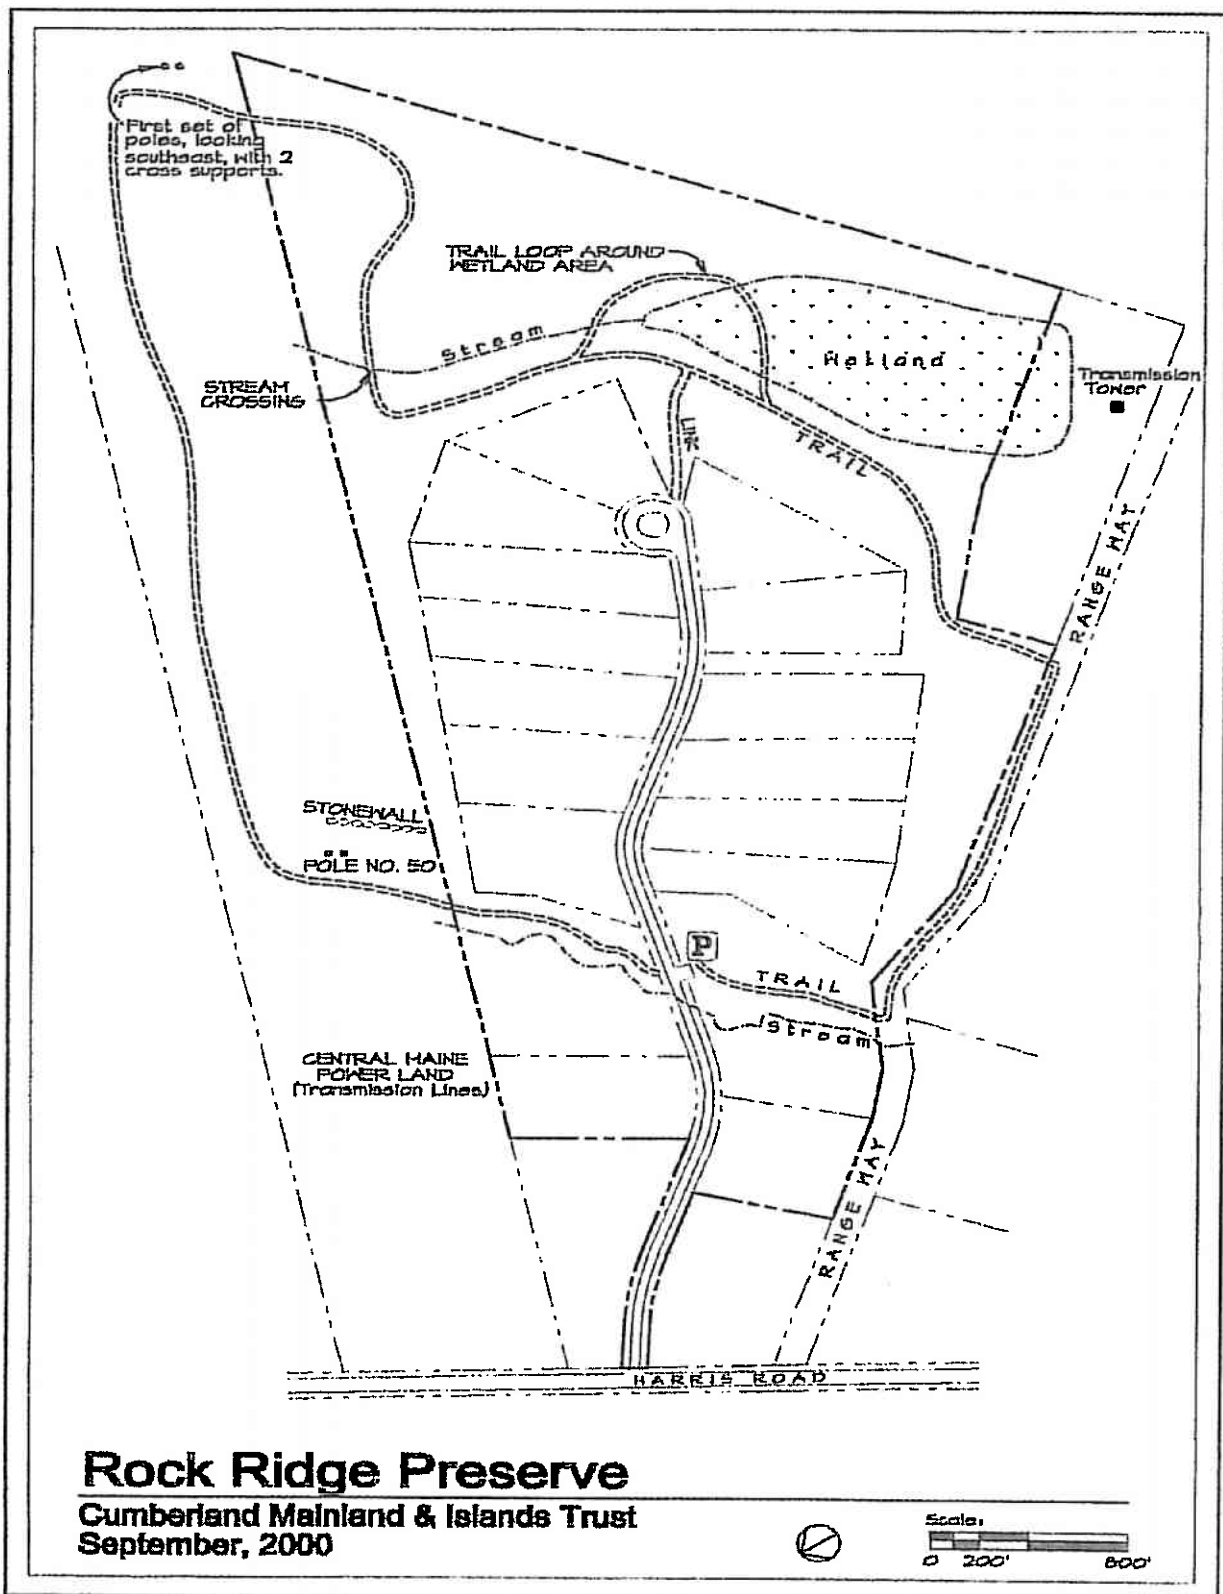 First set of
poles, looking
southeast, with 2
cross supports.
TRAIL LOOP AROUND
WETLAND AREA
Stream
Wetland
STREAM
CROSSING
Transmission
Tower
LINK
TRAIL
RANGE WAY
STONEWALL
POLE NO. 50
P
TRAIL
Stream
CENTRAL MAINE
POWER LAND
(Transmission Lines)
RANGE WAY
HARRIS ROAD
Rock Ridge Preserve
Cumberland Mainland & Islands Trust
September, 2000
Scale:
0 200' 800'